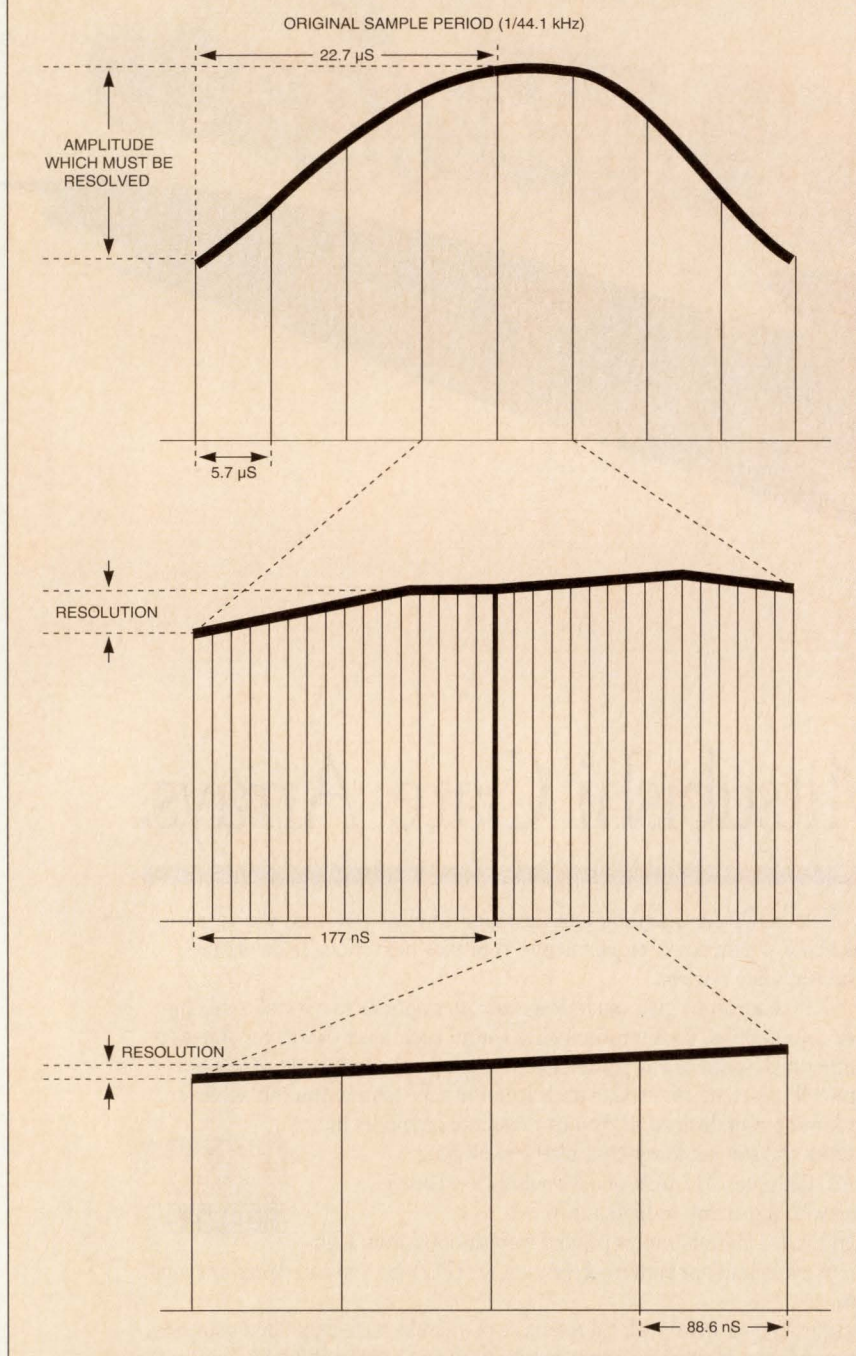 ORIGINAL SAMPLE PERIOD (1/44.1 kHz)
22.7 µS
AMPLITUDE
WHICH MUST BE
RESOLVED
5.7 µS
RESOLUTION
177 nS
RESOLUTION
88.6 nS